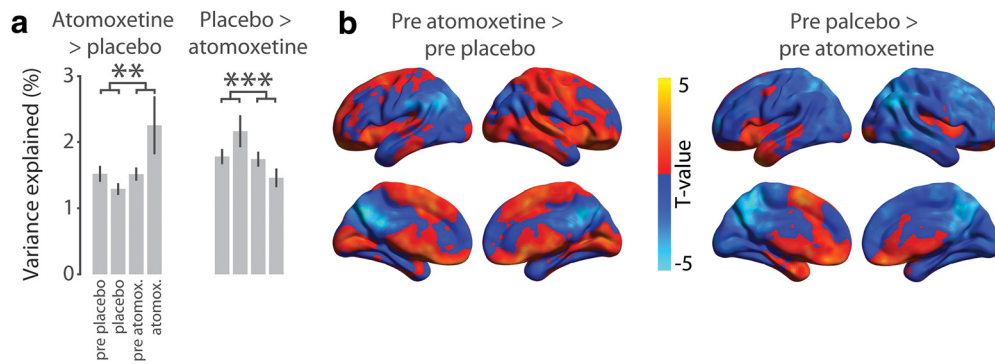 a
Atomoxetine
> placebo
Placebo >
atomoxetine
Variance explained (%)
3
2
1
0
**
***
pre placebo
placebo
pre atomox.
atomox.
b
Pre atomoxetine >
pre placebo
Pre palcebo >
pre atomoxetine
5
T-value
-5